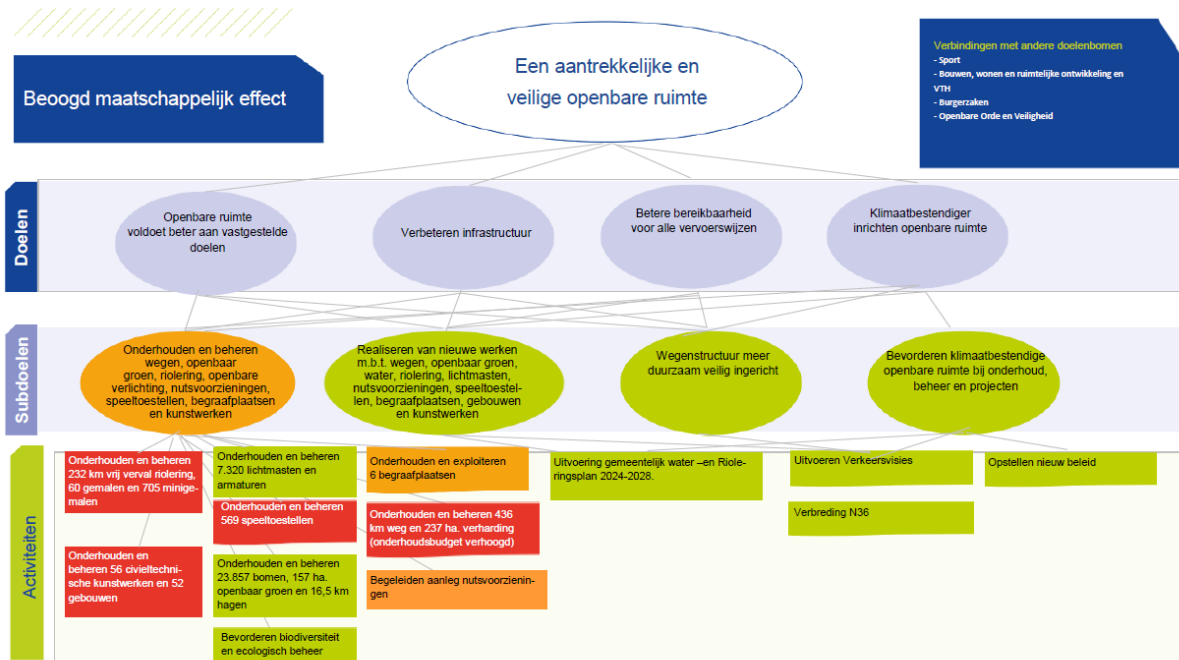 Beoogd maatschappelijk effect
Een aantrekkelijke en
veilige openbare ruimte
Verbindingen met andere doelenbomen
- Sport
- Bouwen, wonen en ruimtelijke ontwikkeling en
VTH
- Burgerzaken
- Openbare Orde en Veiligheid
Doelen
Openbare ruimte
voldoet beter aan vastgestelde
doelen
Verbeteren infrastructuur
Betere bereikbaarheid
voor alle vervoerswijzen
Klimaatbestendiger
inrichten openbare ruimte
Subdoelen
Onderhouden en beheren
wegen, openbaar
groen, riolering, openbare
verlichting, nutsvoorzieningen,
speeltoestellen, begraafplaatsen
en kunstwerken
Realiseren van nieuwe werken
m.b.t. wegen, openbaar groen,
water, riolering, lichtmasten,
nutsvoorzieningen, speeltoestel-
len, begraafplaatsen, gebouwen
en kunstwerken
Wegenstructuur meer
duurzaam veilig ingericht
Bevorderen klimaatbestendige
openbare ruimte bij onderhoud,
beheer en projecten
Activiteiten
Onderhouden en beheren
232 km vrij verval riolering,
60 gemalen en 705 minige-
malen
Onderhouden en
beheren 56 civieltechni-
sche kunstwerken en 52
gebouwen
Onderhouden en beheren
7.320 lichtmasten en
armaturen
Onderhouden en beheren
569 speeltoestellen
Onderhouden en beheren
23.857 bomen, 157 ha.
openbaar groen en 16,5 km
hagen
Bevorderen biodiversiteit
en ecologisch beheer
Onderhouden en exploiteren
6 begraafplaatsen
Onderhouden en beheren 436
km weg en 237 ha. verharding
(onderhoudsbudget verhoogd)
Begeleiden aanleg nutsvoorzienin-
gen
Uitvoering gemeentelijk water –en Riole-
ringsplan 2024-2028.
Uitvoeren Verkeersvisies
Verbreding N36
Opstellen nieuw beleid